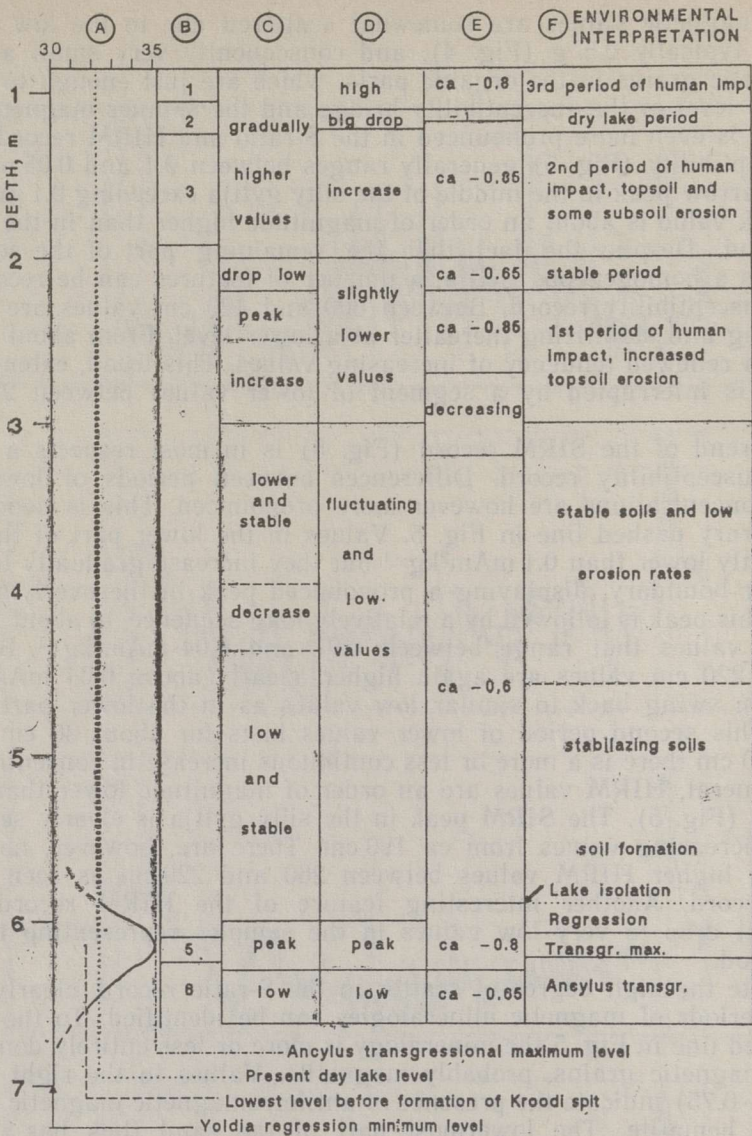 A B C D E F ENVIRONMENTAL
INTERPRETATION
30 35
DEPTH, m
1
2
3
4
5
6
7
1
2
3
5
6
gradually
higher
values
drop low
peak
increase
lower
and
stable
decrease
low
and
stable
peak
low
high
big drop
increase
slightly
lower
values
fluctuating
and
low
values
peak
low
ca -0.8
-1
ca -0.85
ca -0.65
ca -0.85
decreasing
ca -0,6
ca -0.8
ca -0.65
3rd period of human imp.
dry lake period
2nd period of human
impact, topsoil and
some subsoil erosion
stable period
1st period of human
impact, increased
topsoil erosion
stable soils and low
erosion rates
stabilazing soils
soil formation
Lake isolation
Regression
Transgr. max.
Ancylus transgr.
Ancylus transgressional maximum level
Present day lake level
Lowest level before formation of Kroodi spit
Yoldia regression minimum level